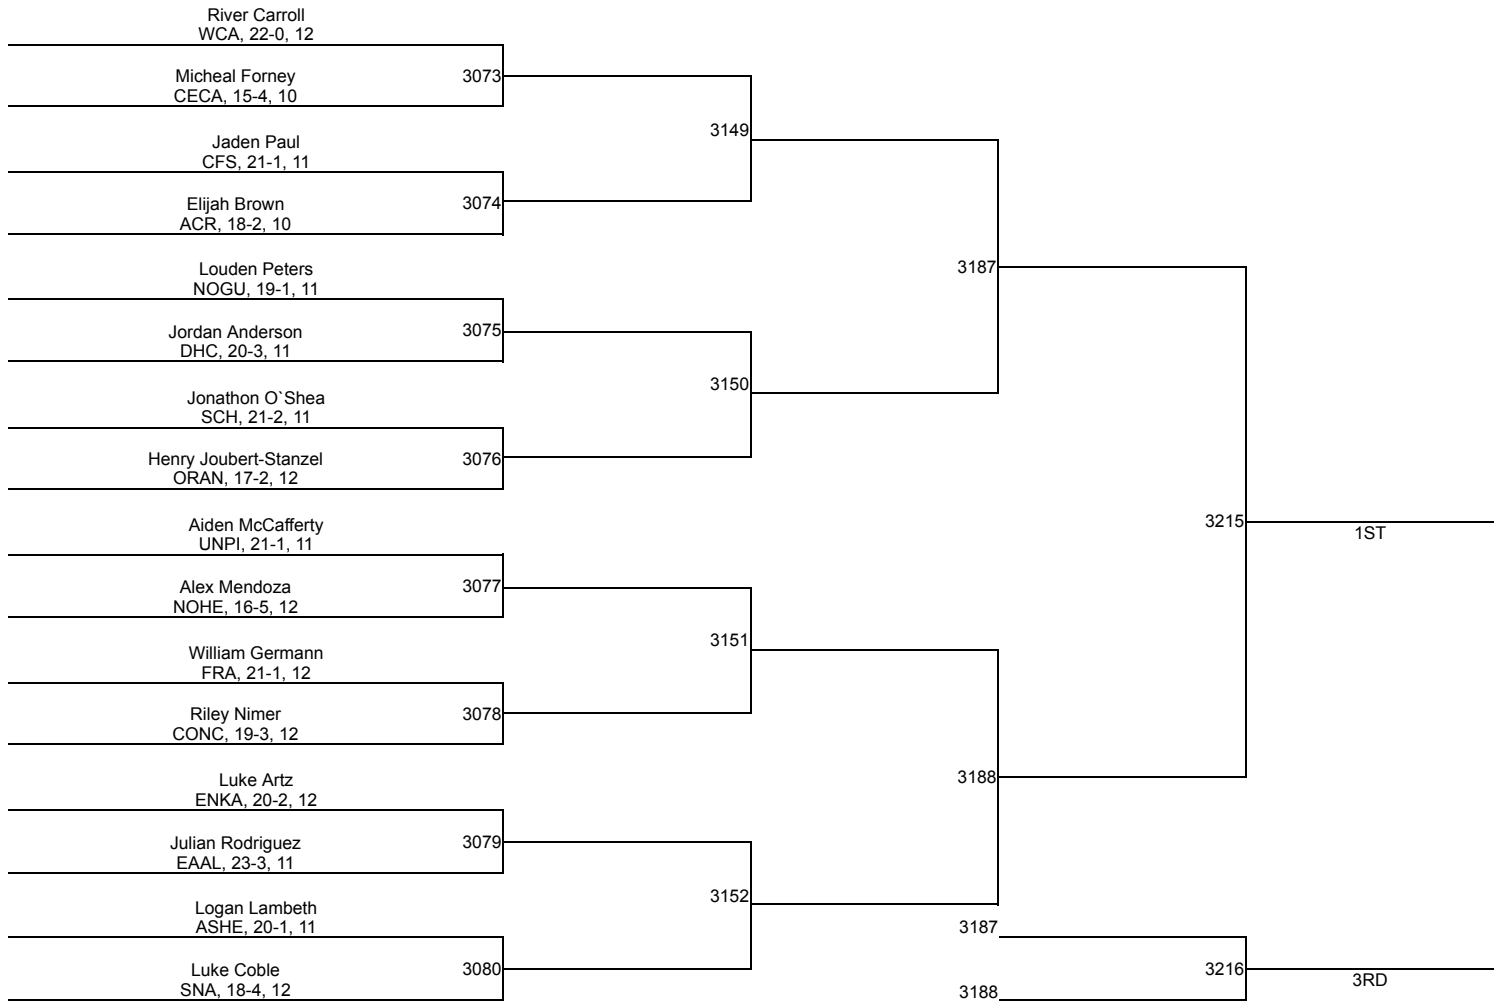 River Carroll
WCA, 22-0, 12
Micheal Forney
CECA, 15-4, 10
3073
Jaden Paul
CFS, 21-1, 11
Elijah Brown
ACR, 18-2, 10
3074
Louden Peters
NOGU, 19-1, 11
Jordan Anderson
DHC, 20-3, 11
3075
Jonathon O`Shea
SCH, 21-2, 11
Henry Joubert-Stanzel
ORAN, 17-2, 12
3076
Aiden McCafferty
UNPI, 21-1, 11
Alex Mendoza
NOHE, 16-5, 12
3077
William Germann
FRA, 21-1, 12
Riley Nimer
CONC, 19-3, 12
3078
Luke Artz
ENKA, 20-2, 12
Julian Rodriguez
EAAL, 23-3, 11
3079
Logan Lambeth
ASHE, 20-1, 11
Luke Coble
SNA, 18-4, 12
3080
3149
3150
3151
3152
3187
3188
3215
1ST
3187
3188
3216
3RD